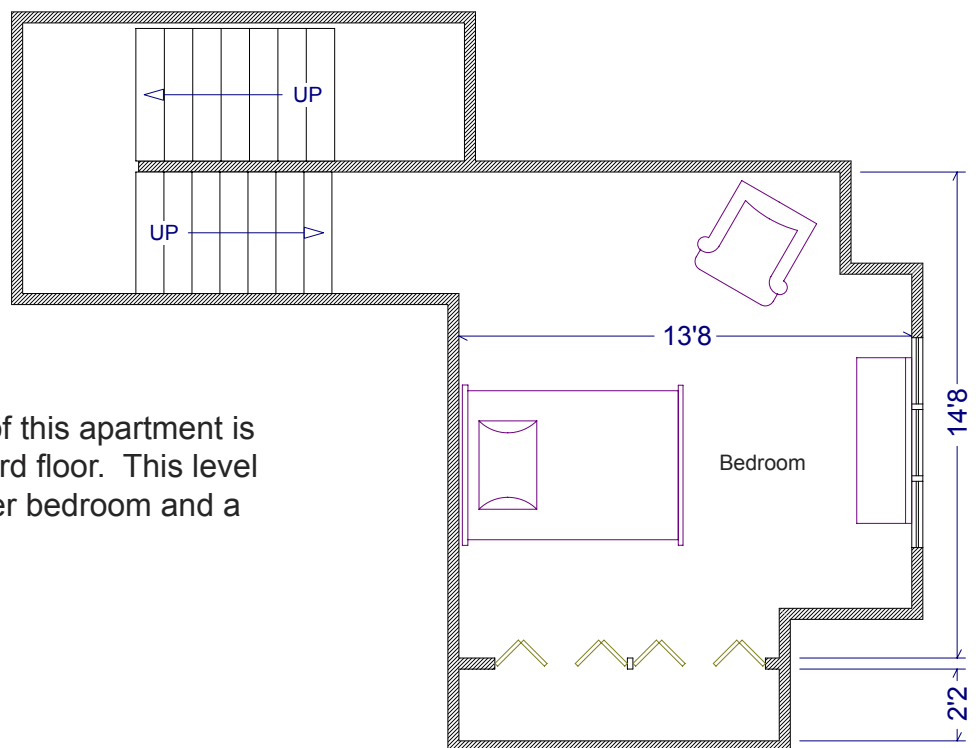 UP
UP
13'8
14'8
of this apartment is
rd floor. This level
er bedroom and a
Bedroom
2'2